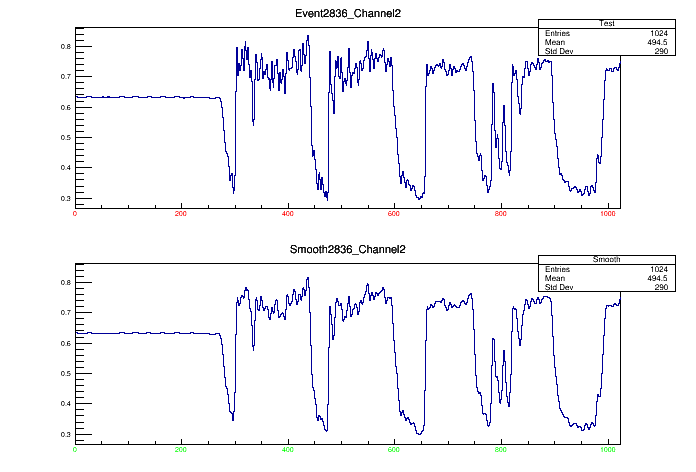 Event2836_Channel2
Test
Entries 1024
Mean 494.5
Std Dev 290
0.8
0.7
0.6
0.5
0.4
0.3
0 200 400 600 800 1000
Smooth2836_Channel2
Smooth
Entries 1024
Mean 494.5
Std Dev 290
0.8
0.7
0.6
0.5
0.4
0.3
0 200 400 600 800 1000